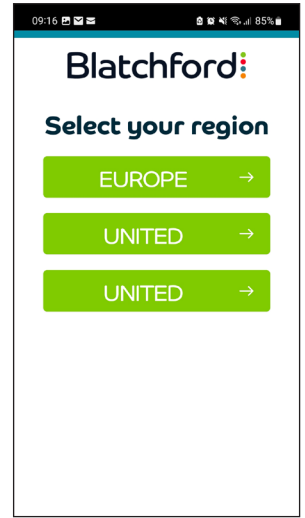 09:16 85%
Blatchford
Select your region
EUROPE →
UNITED →
UNITED →